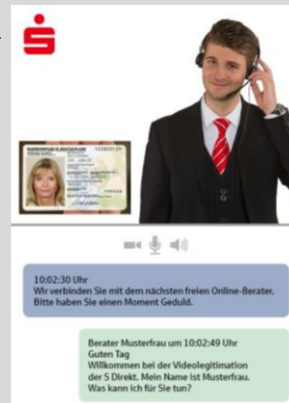 10:02:30 Uhr
Wir verbinden Sie mit dem nächsten freien Online-Berater.
Bitte haben Sie einen Moment Geduld.
Berater Musterfrau um 10:02:49 Uhr
Guten Tag
Willkommen bei der Videolegitimation
der S Direkt. Mein Name ist Musterfrau.
Was kann ich für Sie tun?